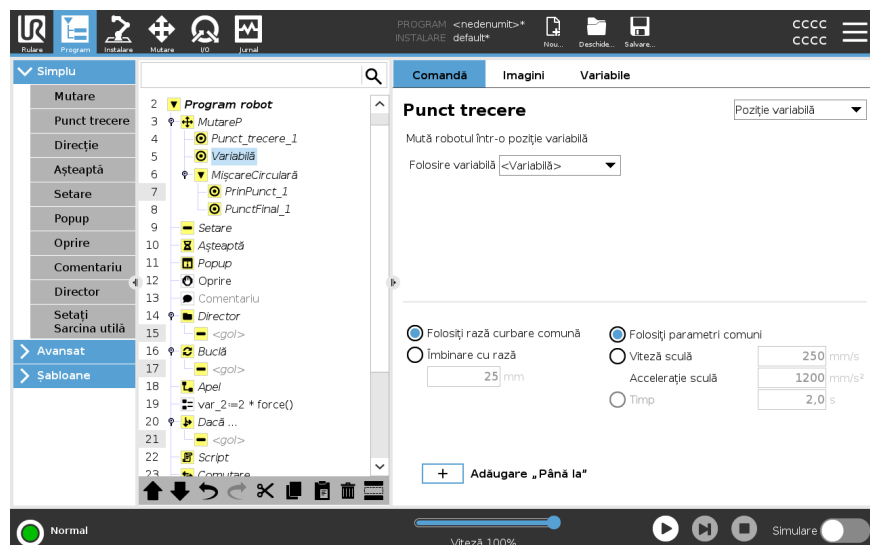 PROGRAM <nedenumit>*
INSTALARE default*
CCCC
CCCC
Rulare
Program
Instalare
Mutare
I/O
Jurnal
Nou...
Deschide...
Salvare...
Simplu
Mutare
Punct trecere
Direcție
Așteaptă
Setare
Popup
Oprire
Comentariu
Director
Setați
Sarcina utilă
Avansat
Șabloane
2 Program robot
3 MutareP
4 Punct_trecere_1
5 Variabilă
6 MișcareCirculară
7 PrinPunct_1
8 PunctFinal_1
9 Setare
10 Așteaptă
11 Popup
12 Oprire
13 Comentariu
14 Director
15 <gol>
16 Buclă
17 <gol>
18 Apel
19 var_2≔2 * force()
20 Dacă ...
21 <gol>
22 Script
23 Comutare
Comandă
Imagini
Variabile
Punct trecere
Poziție variabilă
Mută robotul într-o poziție variabilă
Folosire variabilă <Variabilă>
Folosiți rază curbare comună
Îmbinare cu rază
25 mm
Folosiți parametri comuni
Viteză sculă 250 mm/s
Accelerație sculă 1200 mm/s²
Timp 2,0 s
+ Adăugare „Până la”
Normal
Viteză 100%
Simulare